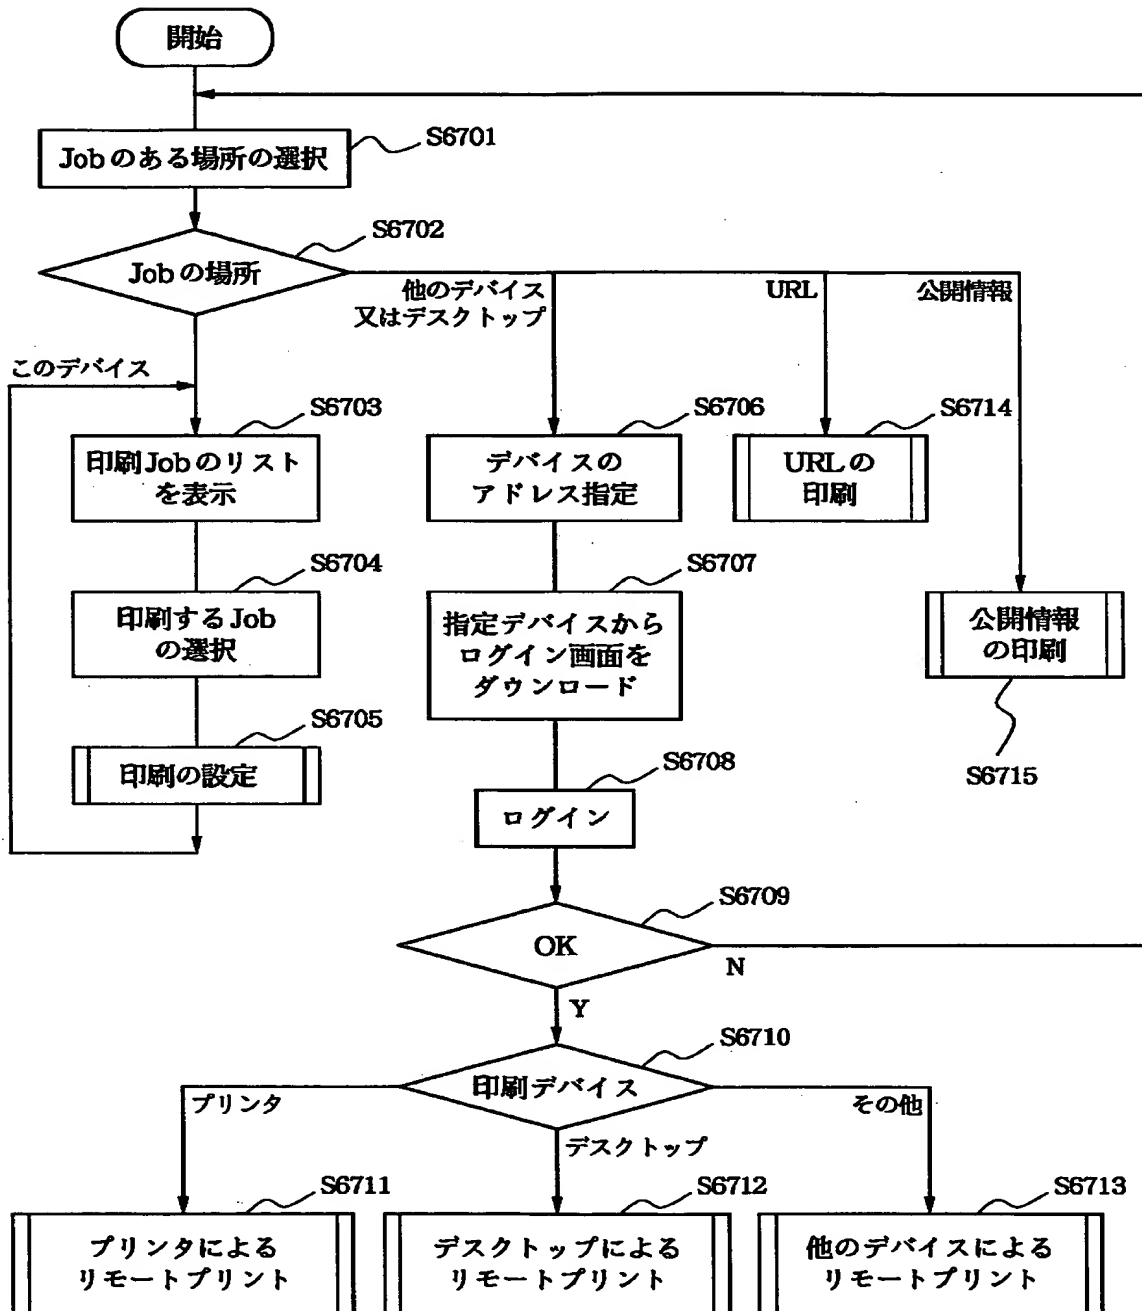 開始
Jobのある場所の選択
S6701
Jobの場所
S6702
他のデバイス
又はデスクトップ
URL
公開情報
このデバイス
S6703
印刷Jobのリスト
を表示
S6706
デバイスの
アドレス指定
S6714
URLの
印刷
S6704
印刷するJob
の選択
S6707
指定デバイスから
ログイン画面を
ダウンロード
公開情報
の印刷
S6715
S6705
印刷の設定
S6708
ログイン
S6709
OK
N
Y
S6710
印刷デバイス
プリンタ
デスクトップ
その他
S6711
プリンタによる
リモートプリント
S6712
デスクトップによる
リモートプリント
S6713
他のデバイスによる
リモートプリント